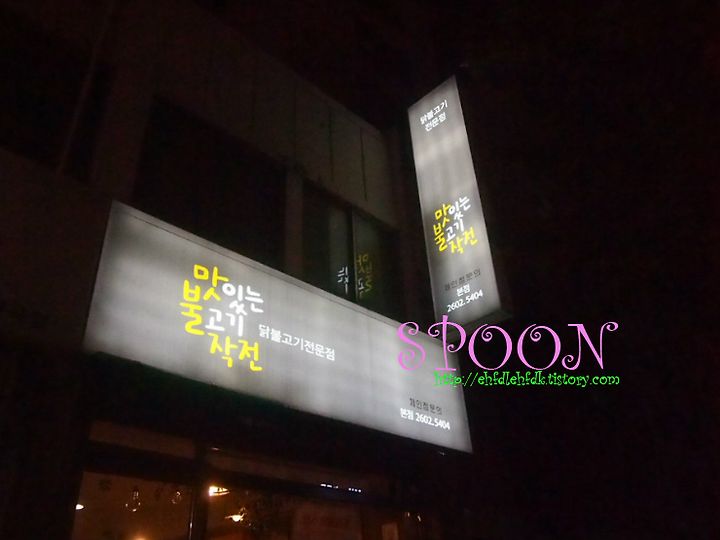 닭불고기
전문점
맛있는
불고기
작전
체인점문의
본점
2602.5404
맛있는
불고기
작전
닭불고기전문점
체인점문의
본점 2602.5404
SPOON
http://ehfdlehfdk.tistory.com